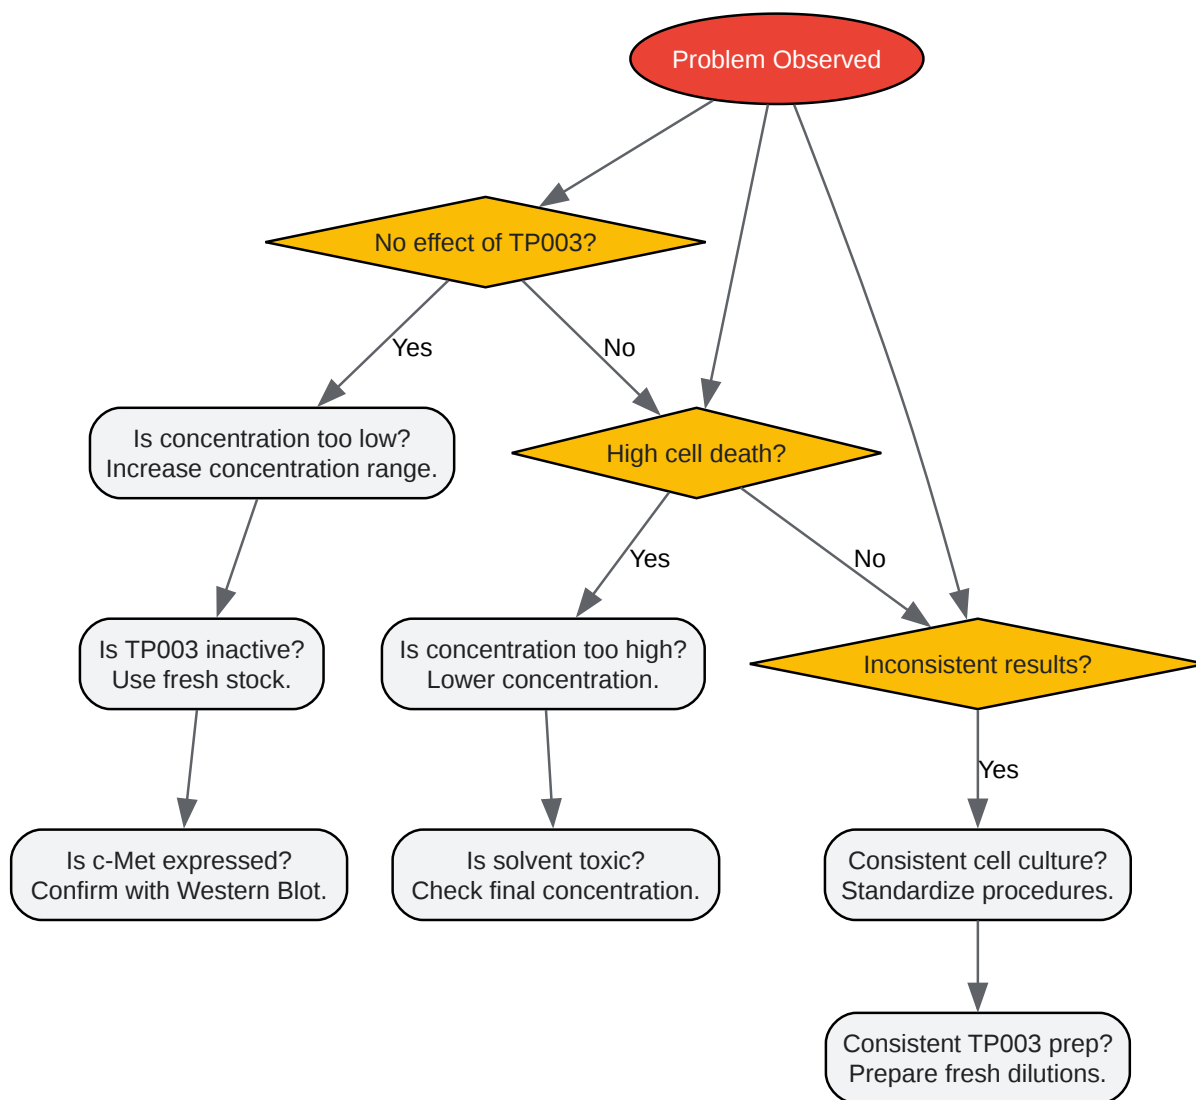 Problem Observed
No effect of TP003?
Yes
No
Is concentration too low?
Increase concentration range.
High cell death?
Yes
No
Is TP003 inactive?
Use fresh stock.
Is concentration too high?
Lower concentration.
Inconsistent results?
Yes
Is c-Met expressed?
Confirm with Western Blot.
Is solvent toxic?
Check final concentration.
Consistent cell culture?
Standardize procedures.
Consistent TP003 prep?
Prepare fresh dilutions.